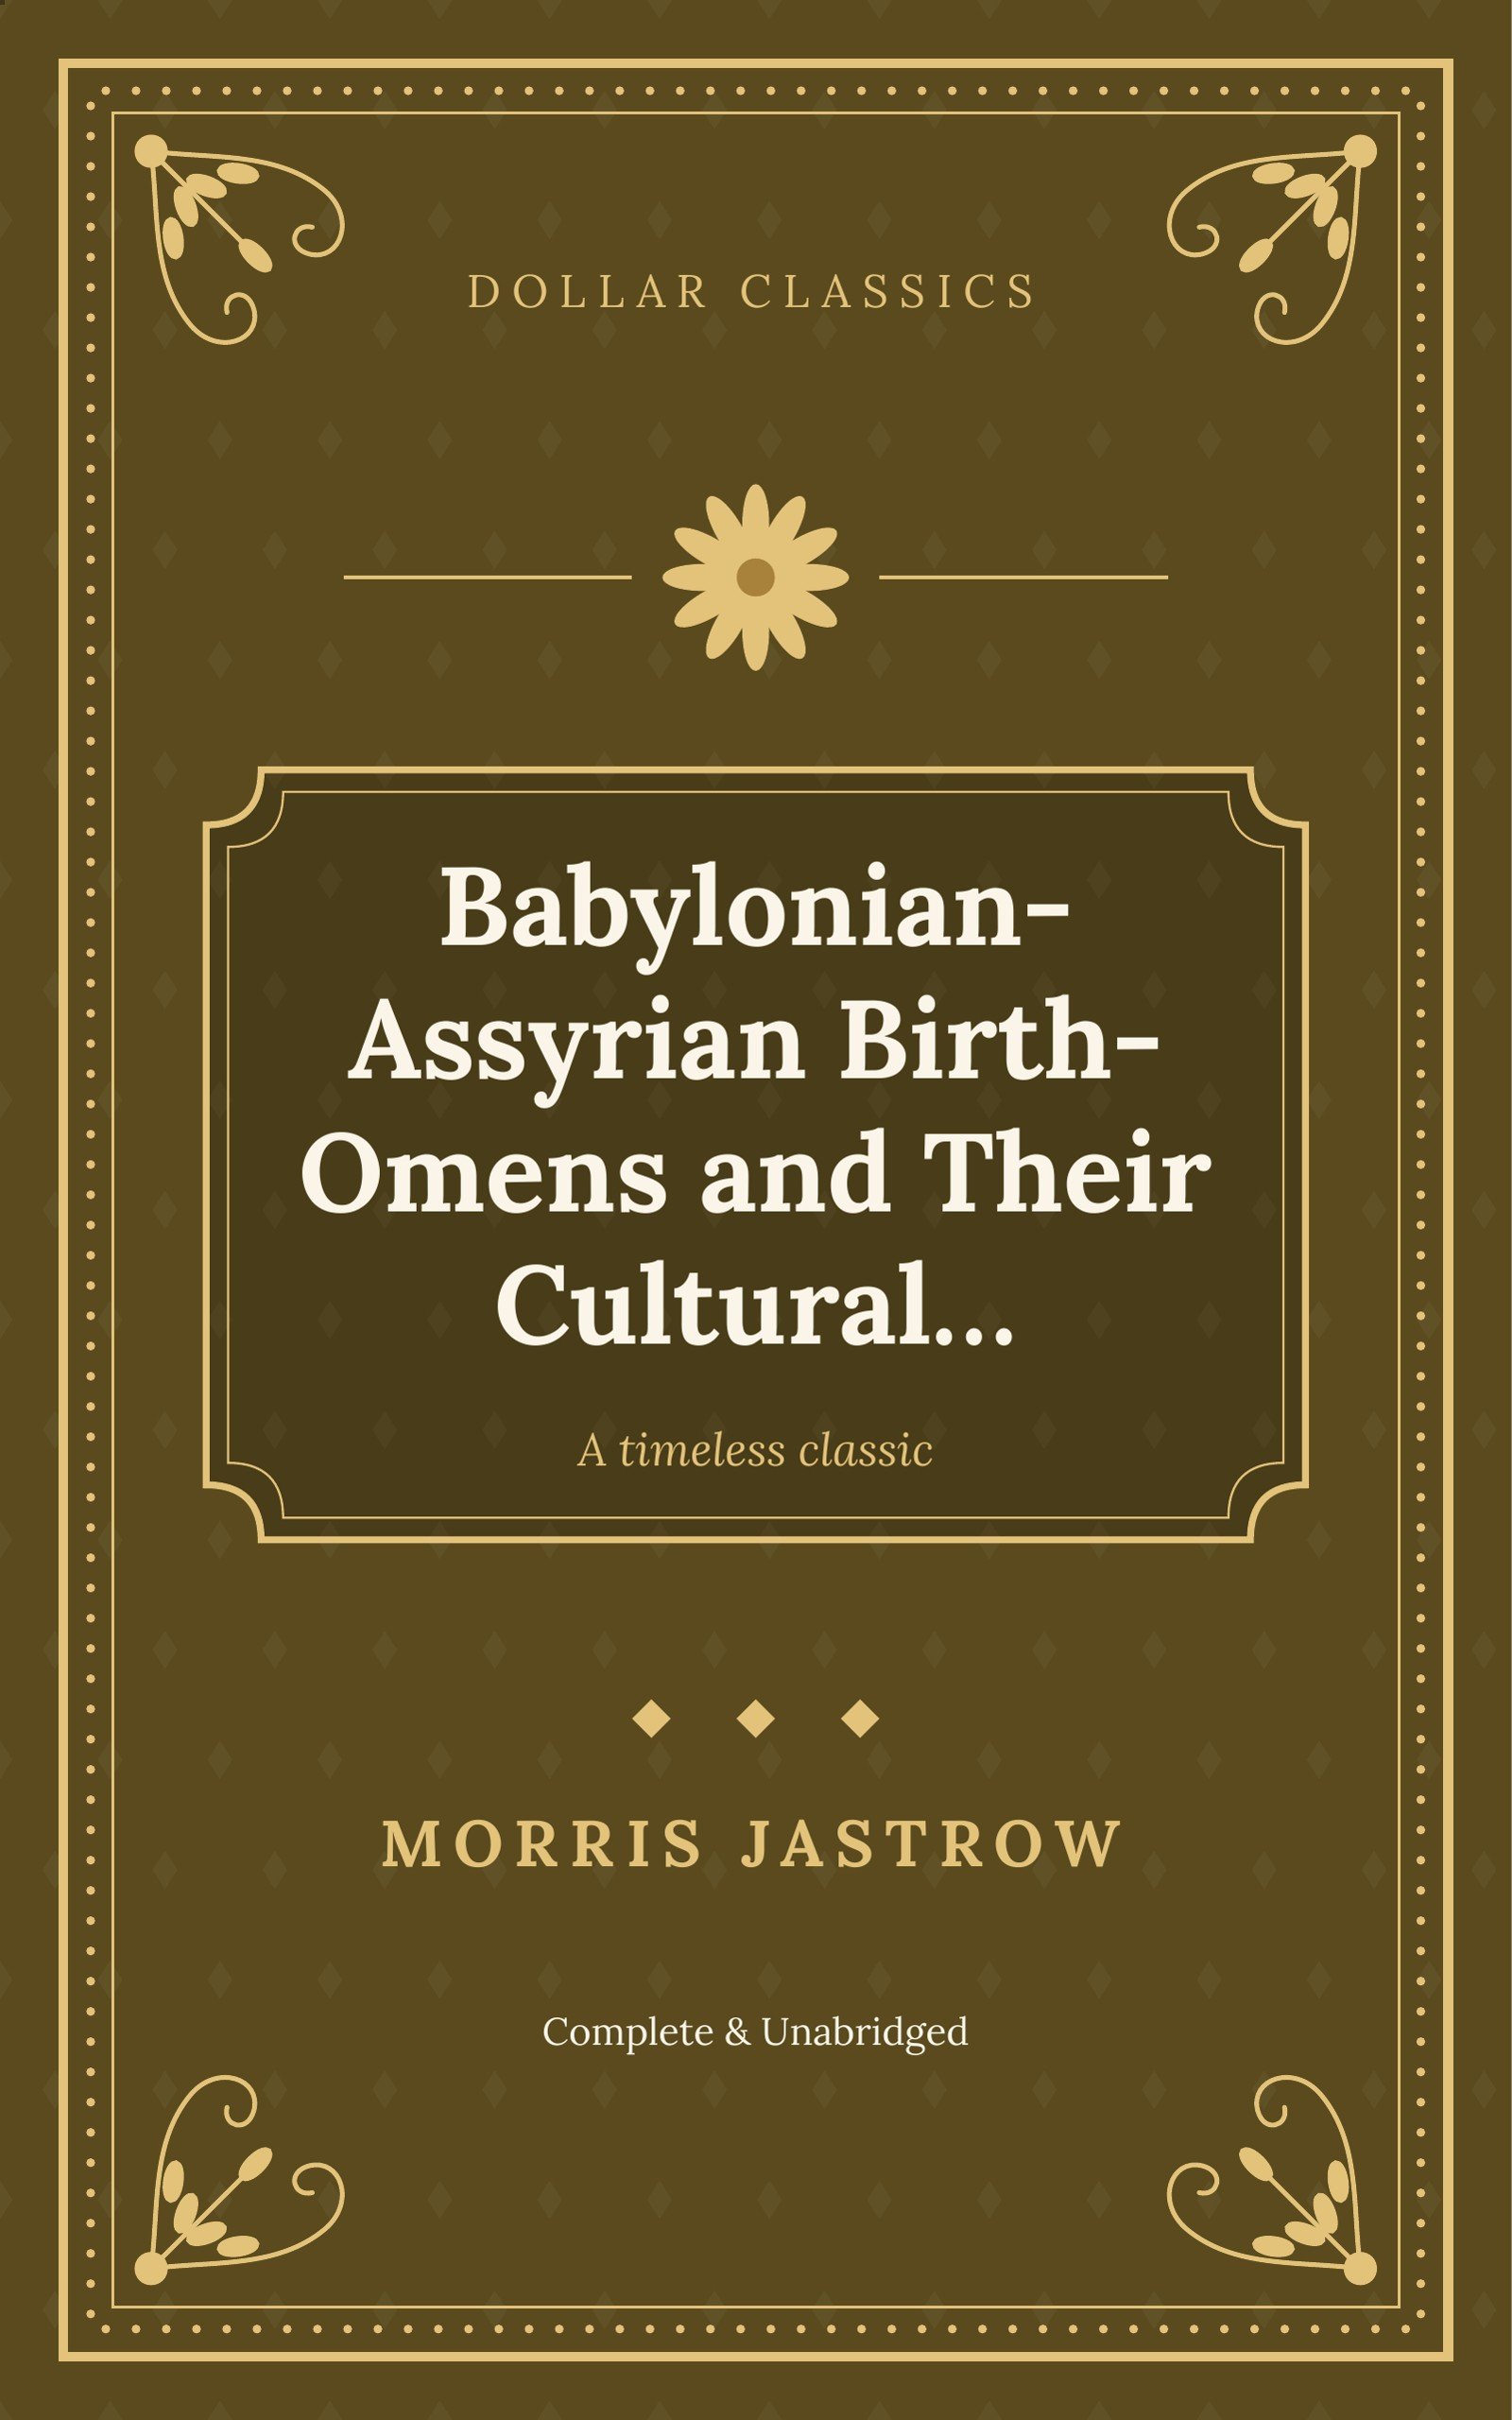 DOLLAR CLASSICS
Babylonian-
Assyrian Birth-
Omens and Their
Cultural...
A timeless classic
MORRIS JASTROW
Complete & Unabridged